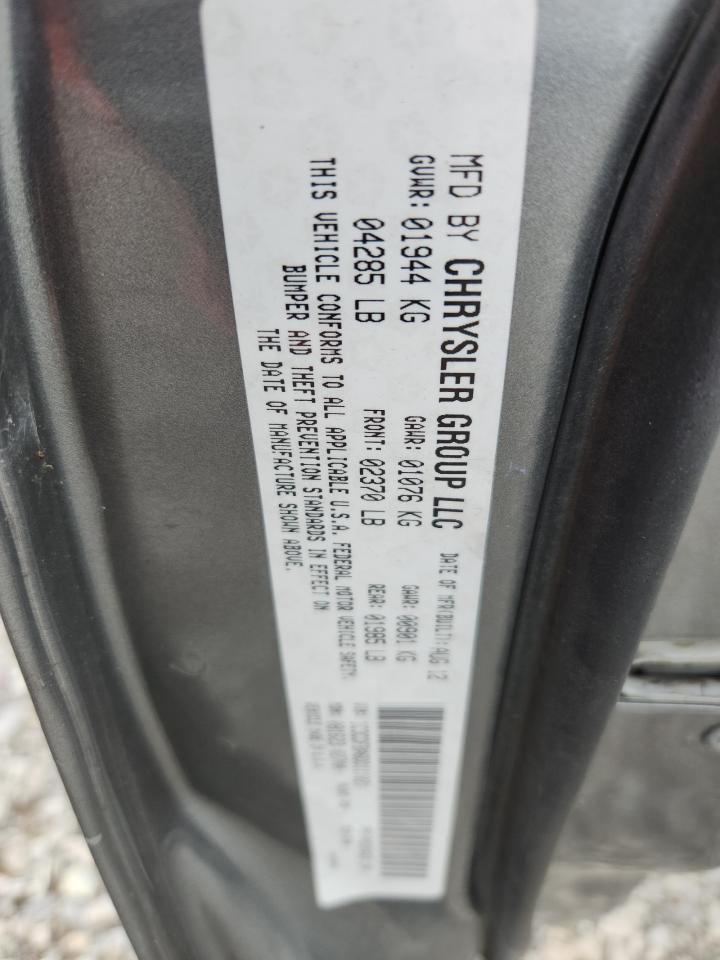 MFD BY CHRYSLER GROUP LLC DATE OF MFR(BUILT): AUG 12
GVWR: 01944 KG GAWR: 01076 KG GAWR: 00901 KG
04285 LB FRONT: 02370 LB REAR: 01985 LB
THIS VEHICLE CONFORMS TO ALL APPLICABLE U.S.A. FEDERAL MOTOR VEHICLE SAFETY,
BUMPER AND THEFT PREVENTION STANDARDS IN EFFECT ON
THE DATE OF MANUFACTURE SHOWN ABOVE.